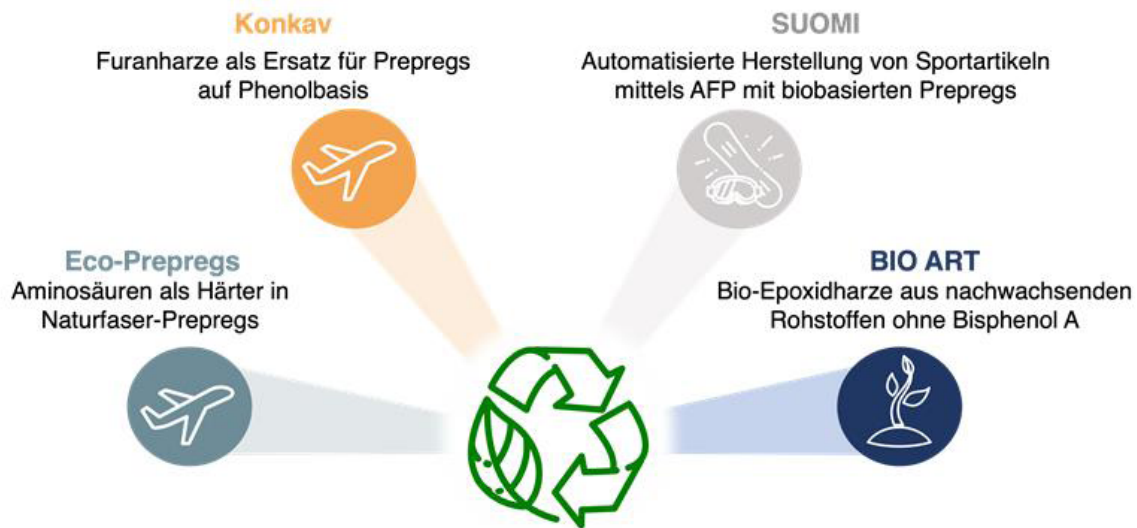 Konkav
Furanharze als Ersatz für Prepregs
auf Phenolbasis
SUOMI
Automatisierte Herstellung von Sportartikeln
mittels AFP mit biobasierten Prepregs
Eco-Prepregs
Aminosäuren als Härter in
Naturfaser-Prepregs
BIO ART
Bio-Epoxidharze aus nachwachsenden
Rohstoffen ohne Bisphenol A